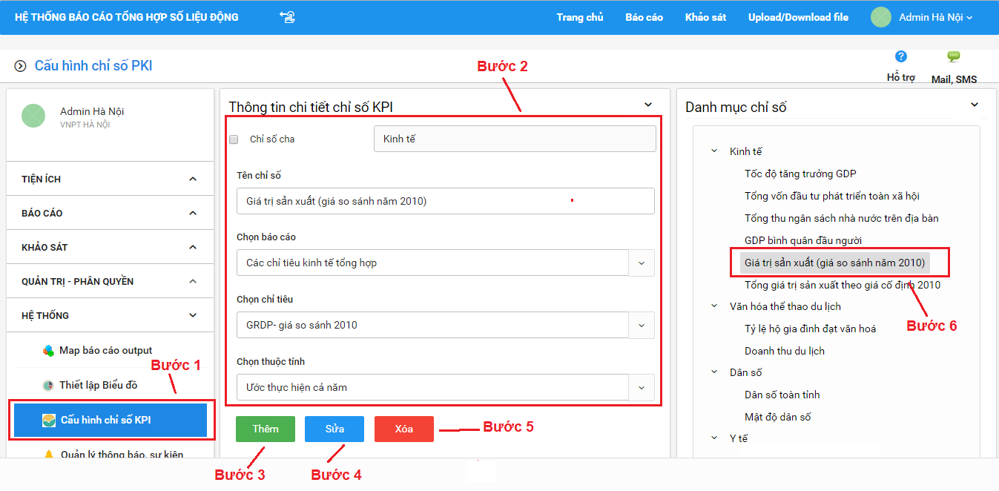 HỆ THỐNG BÁO CÁO TỔNG HỢP SỐ LIỆU ĐỘNG
Trang chủ Báo cáo Khảo sát Upload/Download file Admin Hà Nội
Cấu hình chỉ số PKI
Hỗ trợ
SMS
Mail, SMS
Bước 2
Admin Hà Nội
VNPT HÀ NỘI
TIỆN ÍCH
BÁO CÁO
KHẢO SÁT
QUẢN TRỊ - PHÂN QUYỀN
HỆ THỐNG
Map báo cáo output
Bước 1
Thiết lập Biểu đồ
Cấu hình chỉ số KPI
Quản lý thông báo, sự kiện
Thông tin chi tiết chỉ số KPI
Chỉ số cha Kinh tế
Tên chỉ số
Giá trị sản xuất (giá so sánh năm 2010)
Chọn báo cáo
Các chỉ tiêu kinh tế tổng hợp
Chọn chỉ tiêu
GRDP- giá so sánh 2010
Chọn thuộc tính
Ước thực hiện cả năm
Thêm Sửa Xóa
Bước 5
Bước 3 Bước 4
Danh mục chỉ số
Kinh tế
Tốc độ tăng trưởng GDP
Tổng vốn đầu tư phát triển toàn xã hội
Tổng thu ngân sách nhà nước trên địa bàn
GDP bình quân đầu người
Giá trị sản xuất (giá so sánh năm 2010)
Tổng giá trị sản xuất theo giá cố định 2010
Văn hóa thể thao du lịch
Bước 6
Tỷ lệ hộ gia đình đạt văn hoá
Doanh thu du lịch
Dân số
Dân số toàn tỉnh
Mật độ dân số
Y tế